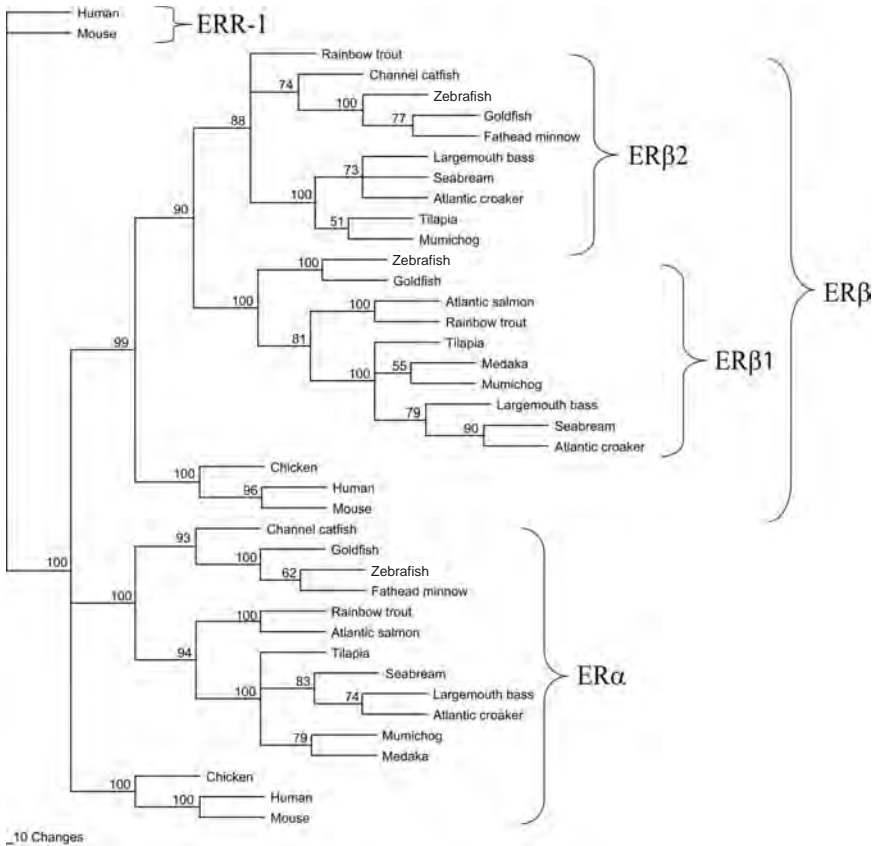 Human
Mouse
ERR-1
Rainbow trout
74
Channel catfish
100
Zebrafish
77
Goldfish
Fathead minnow
88
ERβ2
Largemouth bass
73
Seabream
100
Atlantic croaker
51
Tilapia
Mumichog
90
100
Zebrafish
Goldfish
100
ERβ
100
Atlantic salmon
Rainbow trout
81
Tilapia
99
100
55
Medaka
Mumichog
ERβ1
79
Largemouth bass
90
Seabream
Atlantic croaker
100
Chicken
96
Human
Mouse
100
93
Channel catfish
100
Goldfish
62
Zebrafish
Fathead minnow
100
100
Rainbow trout
Atlantic salmon
94
Tilapia
ERα
100
83
Seabream
74
Largemouth bass
Atlantic croaker
79
Mumichog
Medaka
100
Chicken
100
Human
Mouse
10 Changes